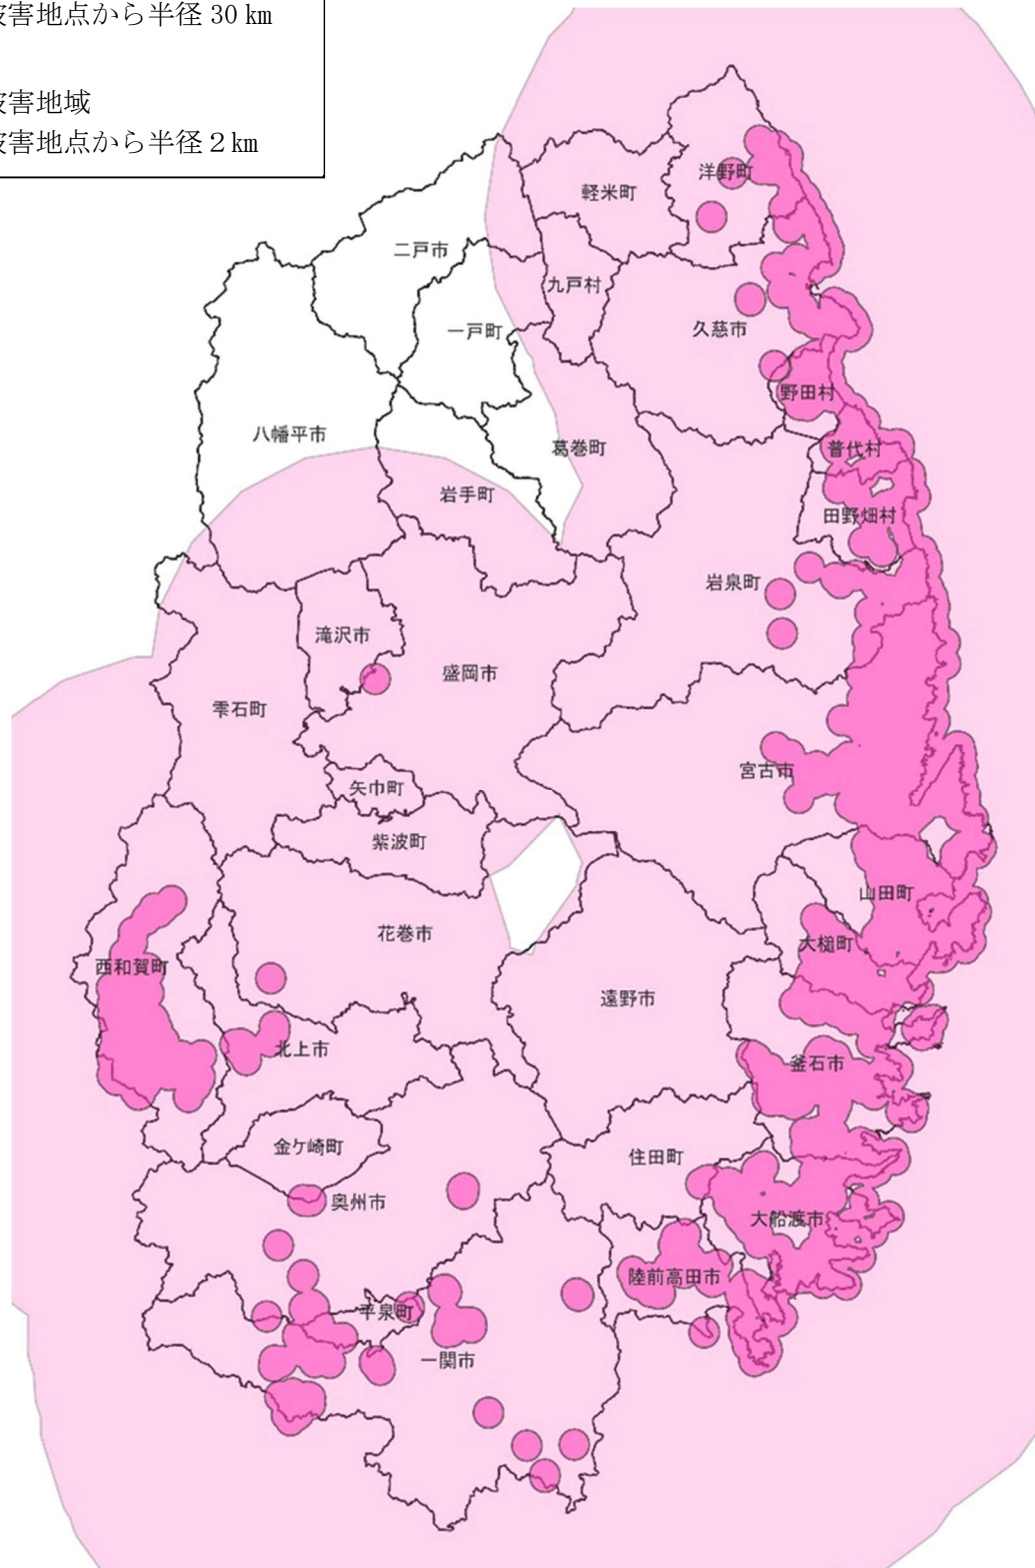 被害地点から半径 30 km
被害地域
被害地点から半径２km
洋野町
軽米町
二戸市
九戸村
一戸町
久慈市
野田村
八幡平市
葛巻町
普代村
岩手町
田野畑村
岩泉町
滝沢市
盛岡市
雫石町
宮古市
矢巾町
紫波町
山田町
花巻市
大槌町
西和賀町
遠野市
北上市
釜石市
金ケ崎町
住田町
奥州市
大船渡市
陸前高田市
平泉町
一関市